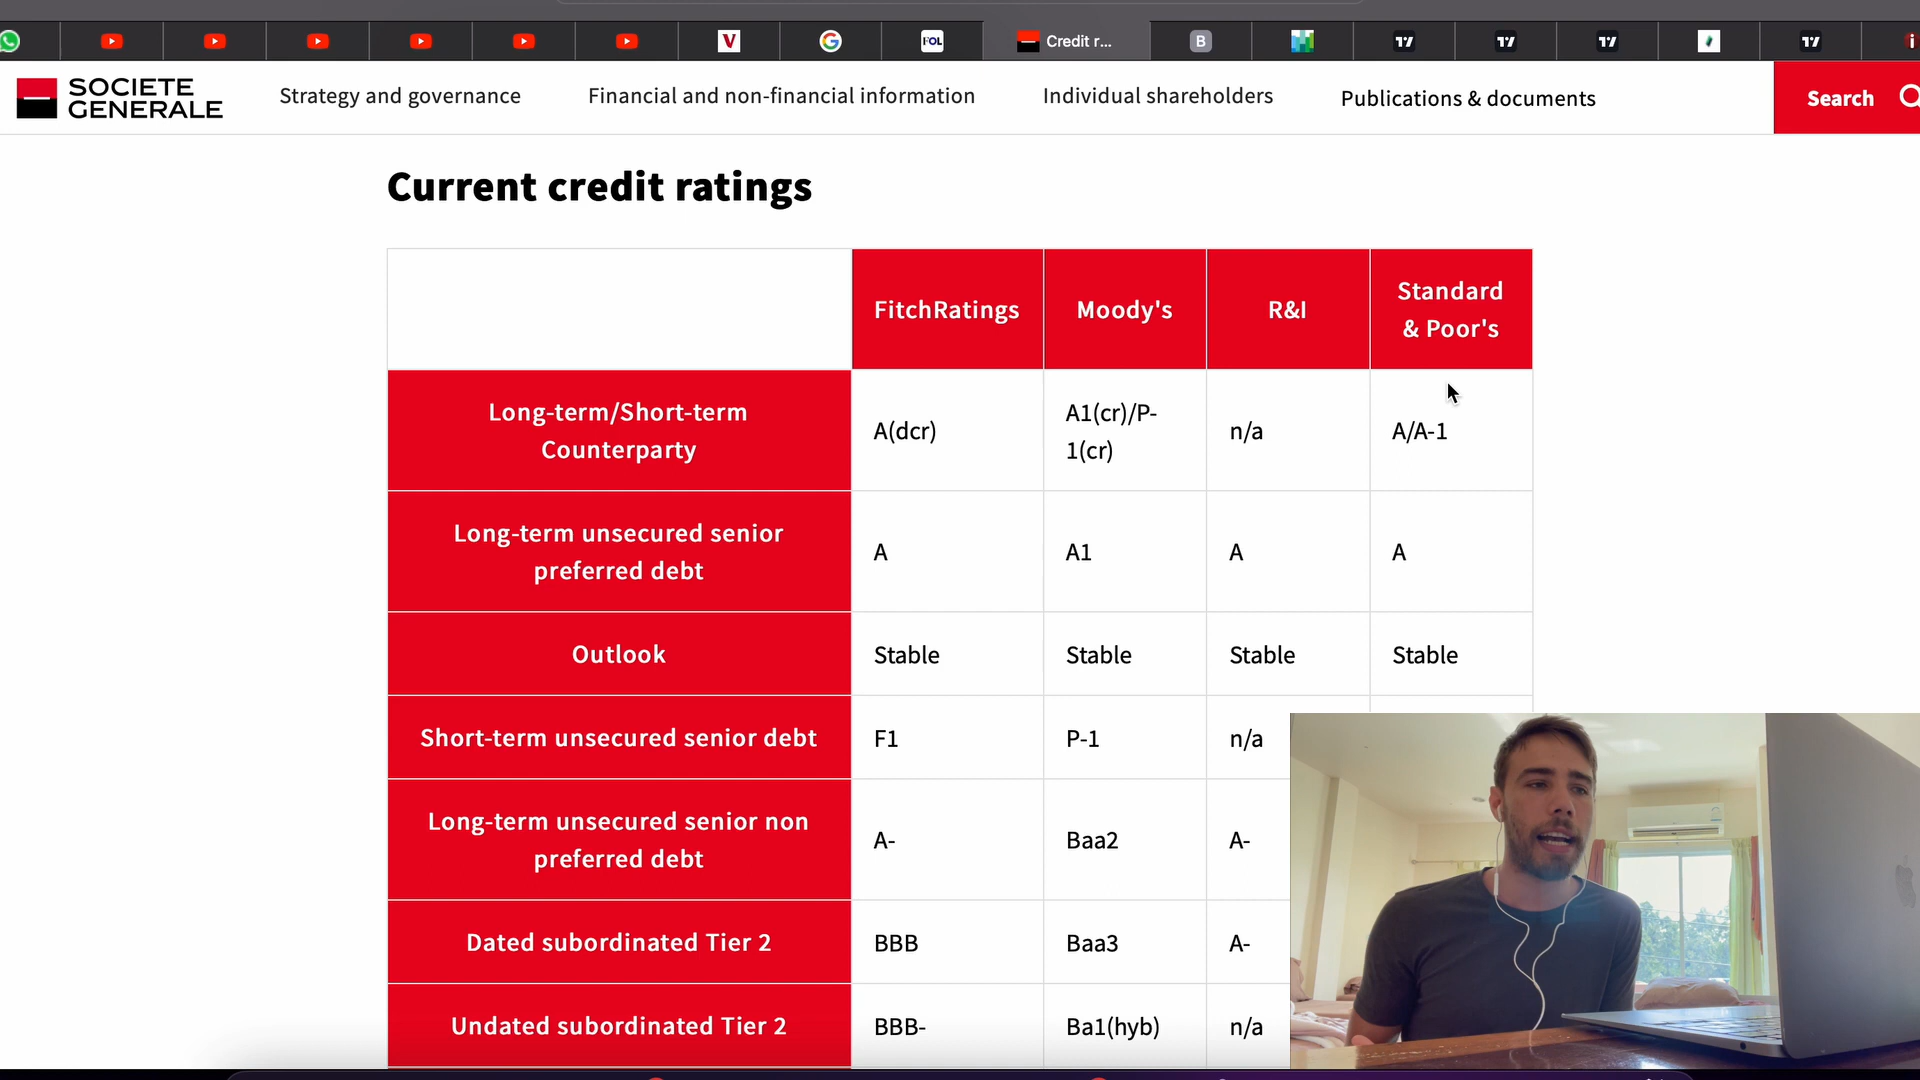 V
FOL
Credit r...
B
SOCIETE
GENERALE
Strategy and governance
Financial and non-financial information
Individual shareholders
Publications & documents
Search
Current credit ratings
FitchRatings
Moody's
R&I
Standard
& Poor's
Long-term/Short-term
Counterparty
A(dcr)
A1(cr)/P-
1(cr)
n/a
A/A-1
Long-term unsecured senior
preferred debt
A
A1
A
A
Outlook
Stable
Stable
Stable
Stable
Short-term unsecured senior debt
F1
P-1
n/a
Long-term unsecured senior non
preferred debt
A-
Baa2
A-
Dated subordinated Tier 2
BBB
Baa3
A-
Undated subordinated Tier 2
BBB-
Ba1(hyb)
n/a